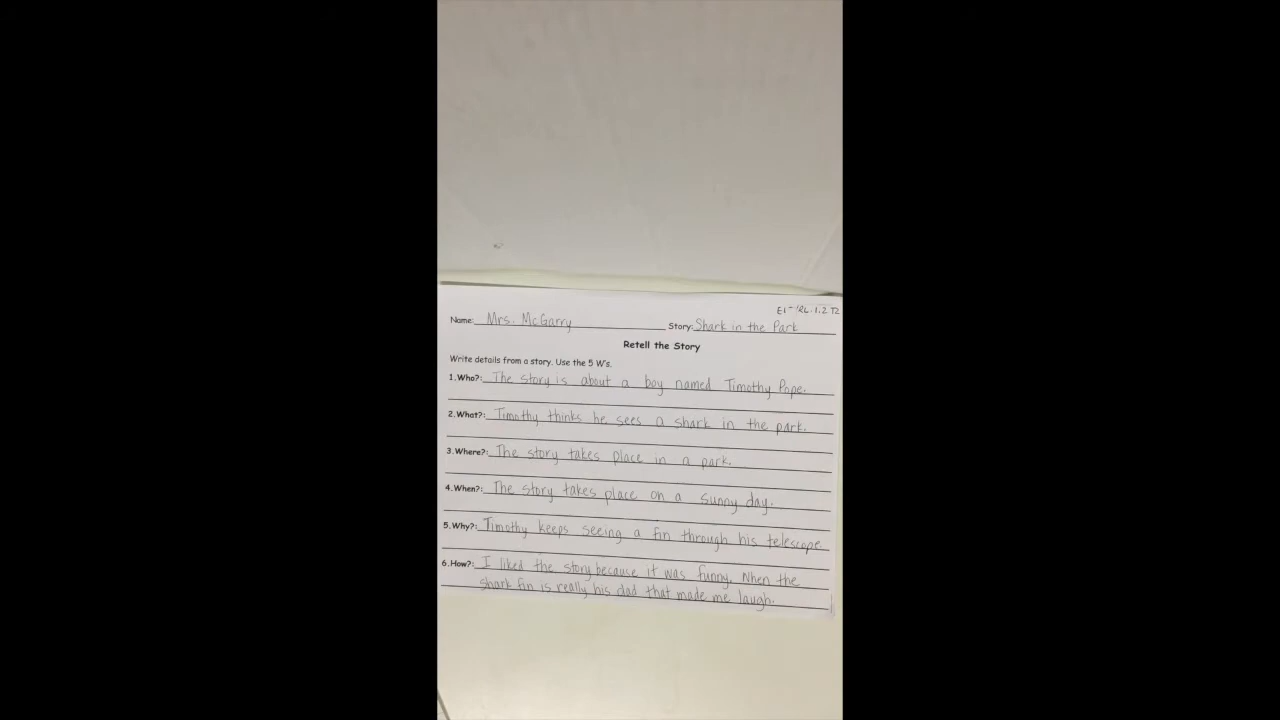 E1-RL.1.2 T2
Name: Mrs. McGarry Story: Shark in the Park
Retell the Story
Write details from a story. Use the 5 W's.
1.Who?: The story is about a boy named Timothy Pope.
2.What?: Timothy thinks he sees a shark in the park.
3.Where?: The story takes place in a park.
4.When?: The story takes place on a sunny day.
5.Why?: Timothy keeps seeing a fin through his telescope
6.How?: I liked the story because it was funny. When the
shark fin is really his dad that made me laugh.